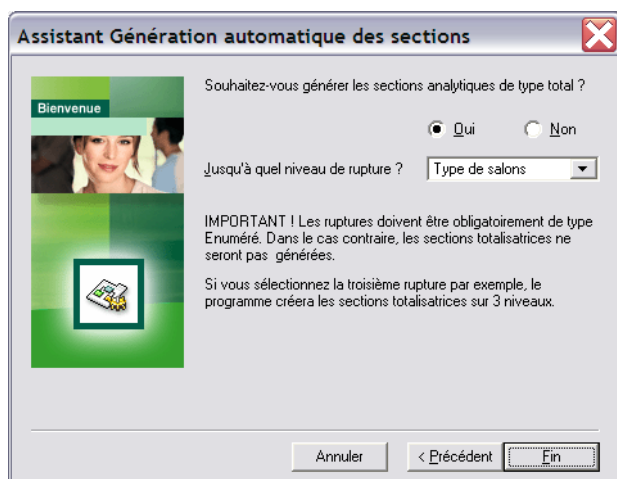 Assistant Génération automatique des sections
Bienvenue
Souhaitez-vous générer les sections analytiques de type total ?
Oui
Non
Jusqu'à quel niveau de rupture ?
Type de salons
IMPORTANT ! Les ruptures doivent être obligatoirement de type
Enuméré. Dans le cas contraire, les sections totalisatrices ne
seront pas générées.
Si vous sélectionnez la troisième rupture par exemple, le
programme créera les sections totalisatrices sur 3 niveaux.
Annuler
< Précédent
Fin